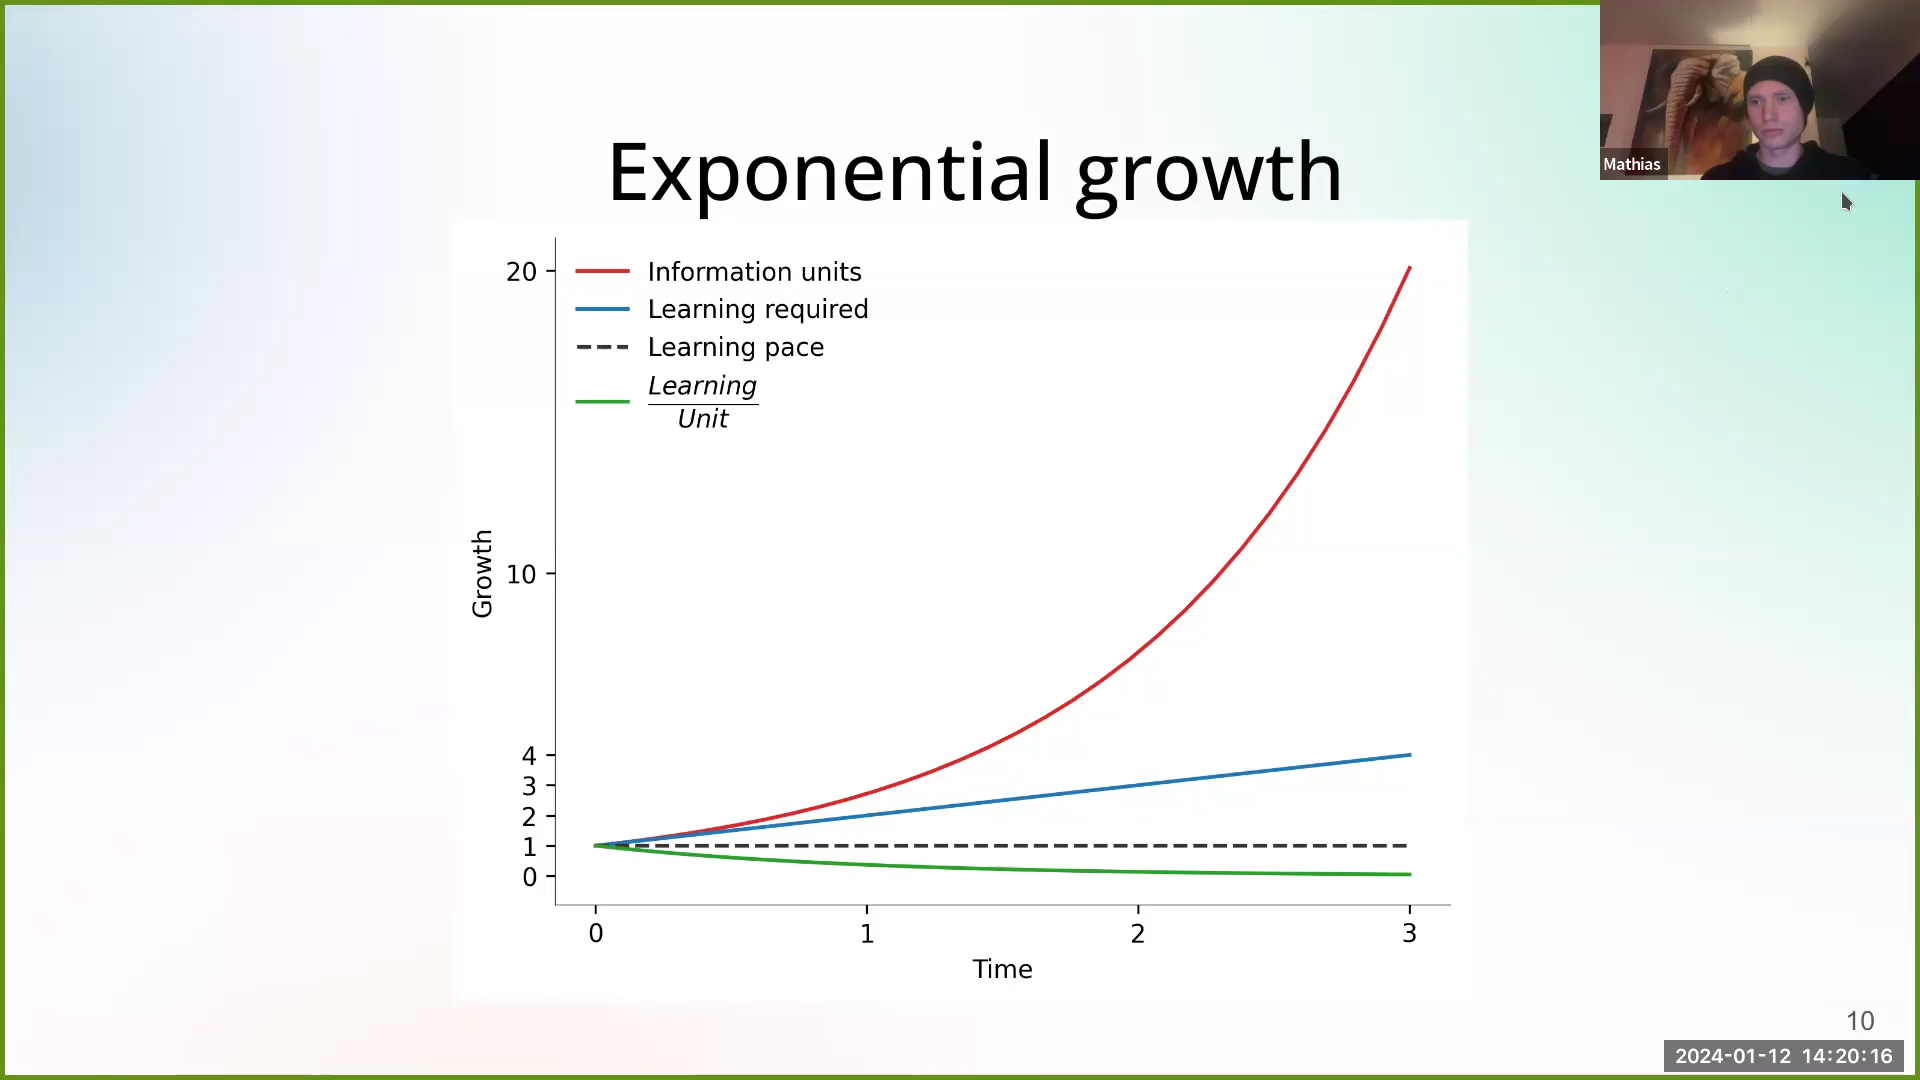 Exponential growth
Mathias
20
10
4
3
2
1
0
Growth
Information units
Learning required
Learning pace
Learning
Unit
0 1 2 3
Time
10
2024-01-12 14:20:16